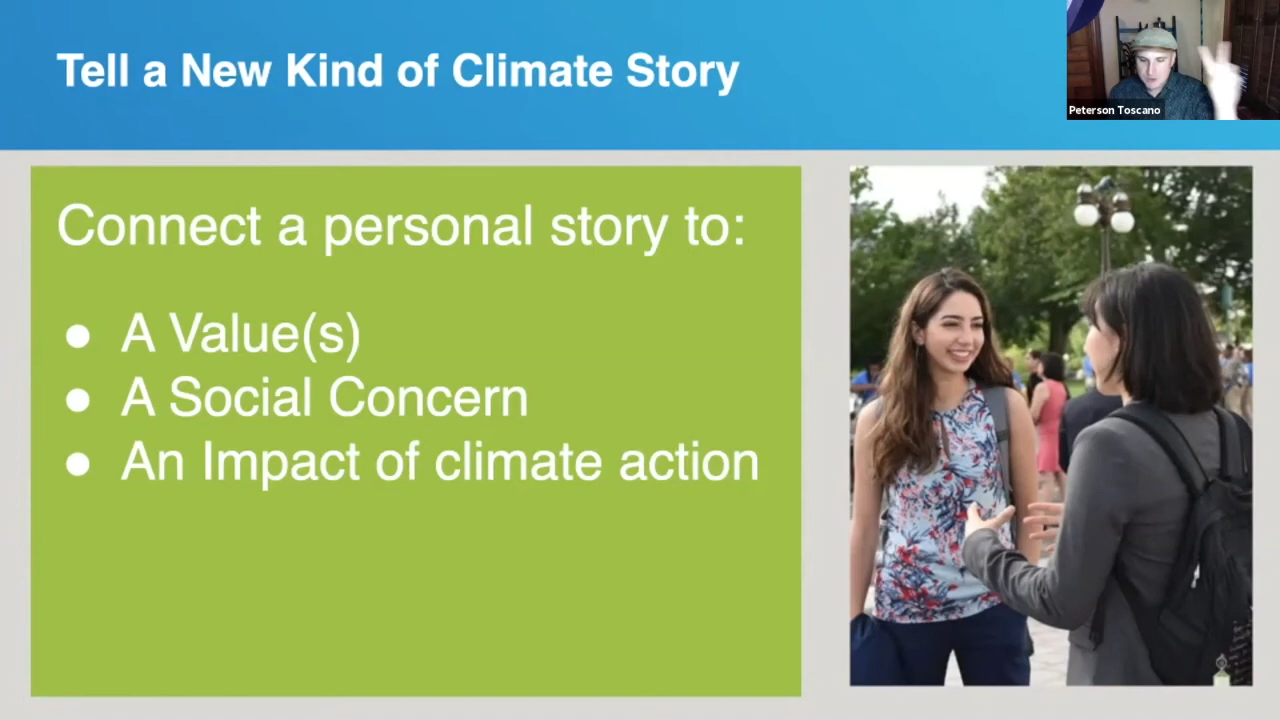 Tell a New Kind of Climate Story
Peterson Toscano
Connect a personal story to:
● A Value(s)
● A Social Concern
● An Impact of climate action